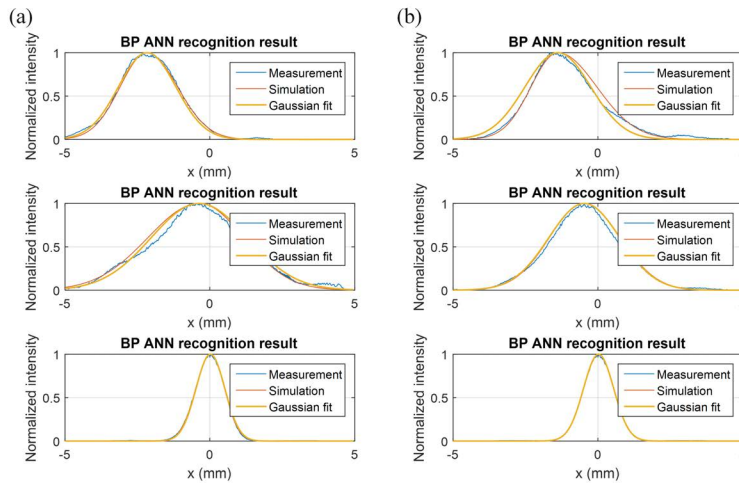 (a)
BP ANN recognition result
Normalized intensity
1
0.5
0
-5
0
5
x (mm)
Measurement
Simulation
Gaussian fit
BP ANN recognition result
Normalized intensity
1
0.5
0
-5
0
5
x (mm)
Measurement
Simulation
Gaussian fit
BP ANN recognition result
Normalized intensity
1
0.5
0
-5
0
5
x (mm)
Measurement
Simulation
Gaussian fit
(b)
BP ANN recognition result
Normalized intensity
1
0.5
0
-5
0
x (mm)
Measurement
Simulation
Gaussian fit
BP ANN recognition result
Normalized intensity
1
0.5
0
-5
0
x (mm)
Measurement
Simulation
Gaussian fit
BP ANN recognition result
Normalized intensity
1
0.5
0
-5
0
x (mm)
Measurement
Simulation
Gaussian fit